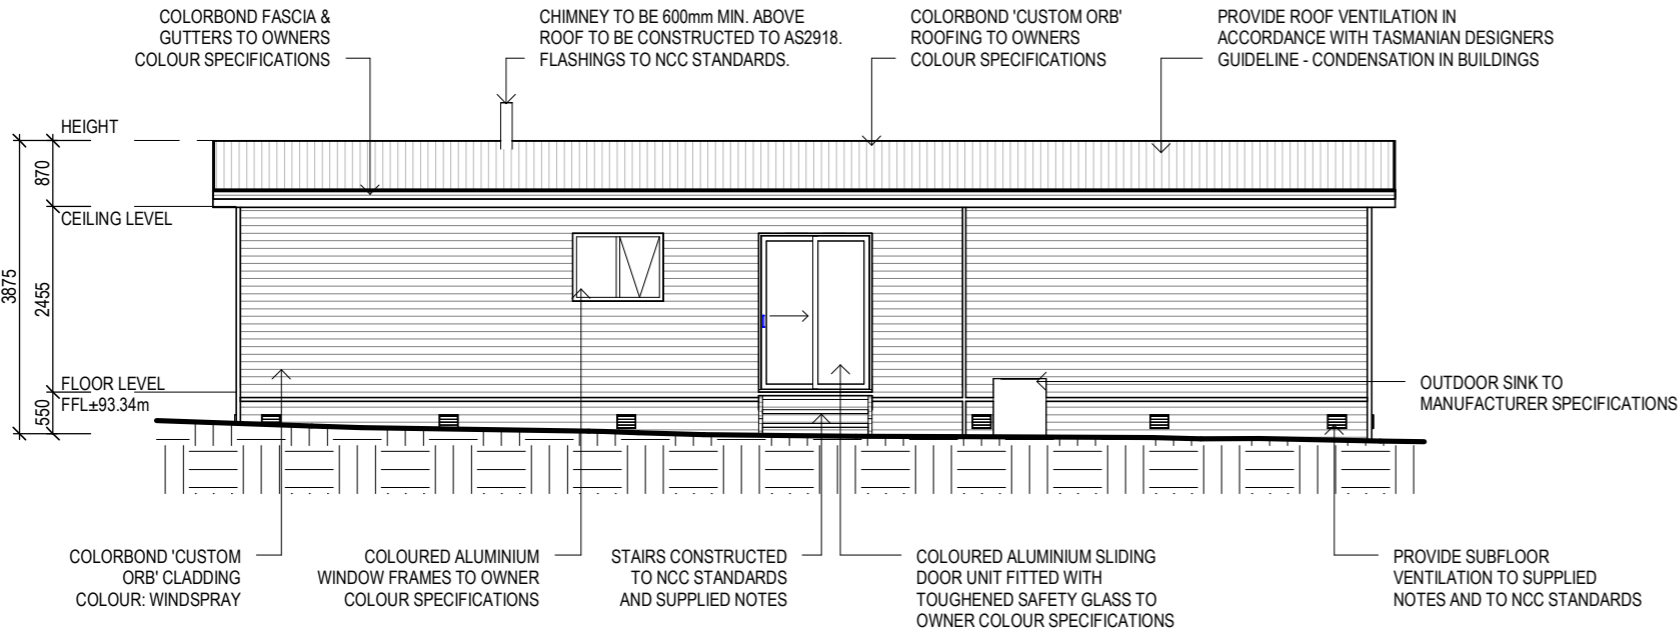 COLORBOND FASCIA &
GUTTERS TO OWNERS
COLOUR SPECIFICATIONS
CHIMNEY TO BE 600mm MIN. ABOVE
ROOF TO BE CONSTRUCTED TO AS2918.
FLASHINGS TO NCC STANDARDS.
COLORBOND 'CUSTOM ORB'
ROOFING TO OWNERS
COLOUR SPECIFICATIONS
PROVIDE ROOF VENTILATION IN
ACCORDANCE WITH TASMANIAN DESIGNERS
GUIDELINE - CONDENSATION IN BUILDINGS
HEIGHT
870
CEILING LEVEL
3875
2455
FLOOR LEVEL
FFL±93.34m
550
OUTDOOR SINK TO
MANUFACTURER SPECIFICATIONS
COLORBOND 'CUSTOM
ORB' CLADDING
COLOUR: WINDSPRAY
COLOURED ALUMINIUM
WINDOW FRAMES TO OWNER
COLOUR SPECIFICATIONS
STAIRS CONSTRUCTED
TO NCC STANDARDS
AND SUPPLIED NOTES
COLOURED ALUMINIUM SLIDING
DOOR UNIT FITTED WITH
TOUGHENED SAFETY GLASS TO
OWNER COLOUR SPECIFICATIONS
PROVIDE SUBFLOOR
VENTILATION TO SUPPLIED
NOTES AND TO NCC STANDARDS